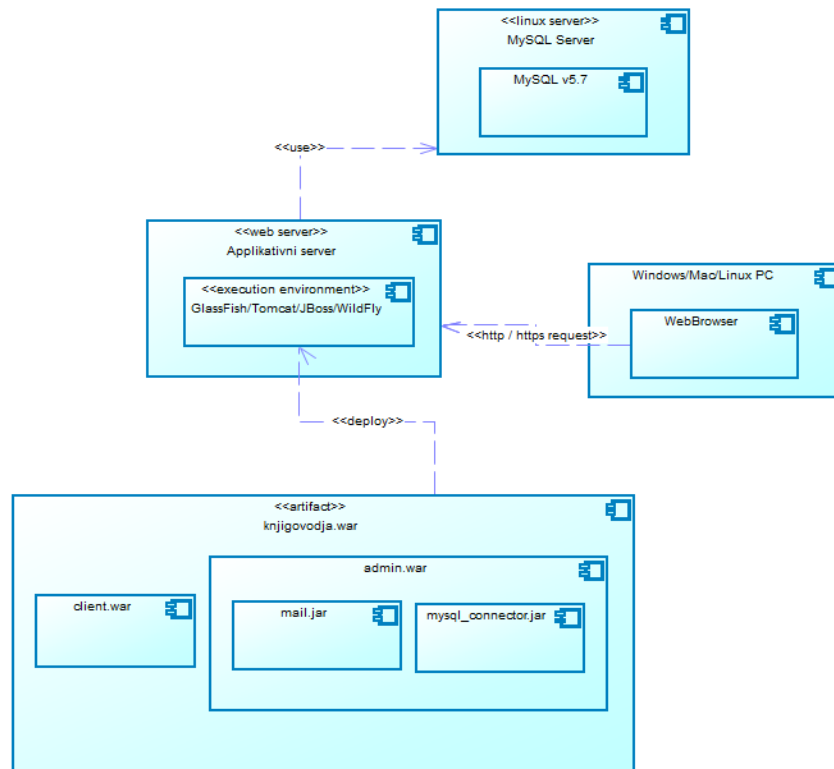 <<linux server>>
MySQL Server
MySQL v5.7
<<use>>
<<web server>>
Applikativni server
<<execution environment>>
GlassFish/Tomcat/JBoss/WildFly
Windows/Mac/Linux PC
WebBrowser
<<http / https request>>
<<deploy>>
<<artifact>>
knjigovodja.war
admin.war
client.war
mail.jar
mysql_connector.jar